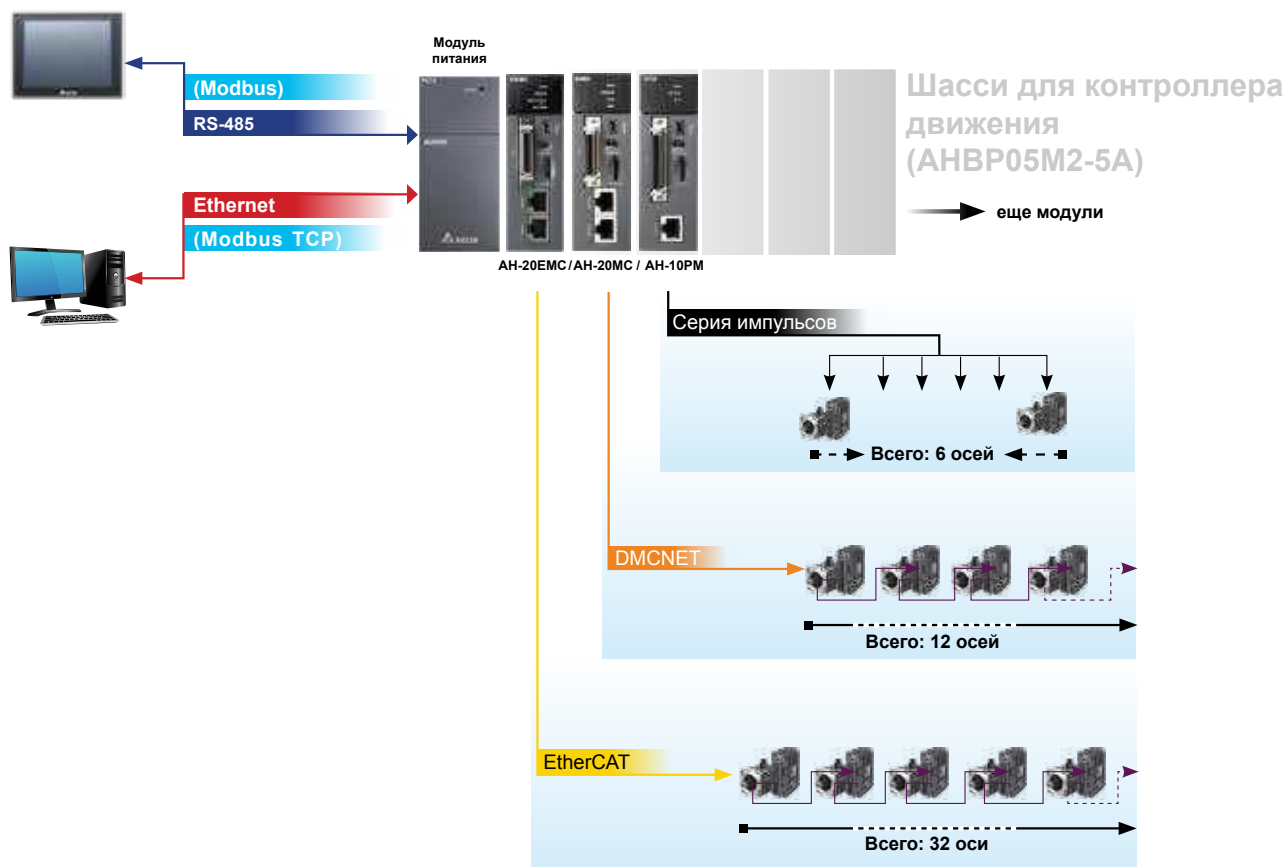 Модуль
питания
(Modbus)
RS-485
Ethernet
(Modbus TCP)
Шасси для контроллера
движения
(AHBP05M2-5A)
еще модули
AH-20EMC/AH-20MC / AH-10PM
Серия импульсов
Всего: 6 осей
DMCNET
Всего: 12 осей
EtherCAT
Всего: 32 оси